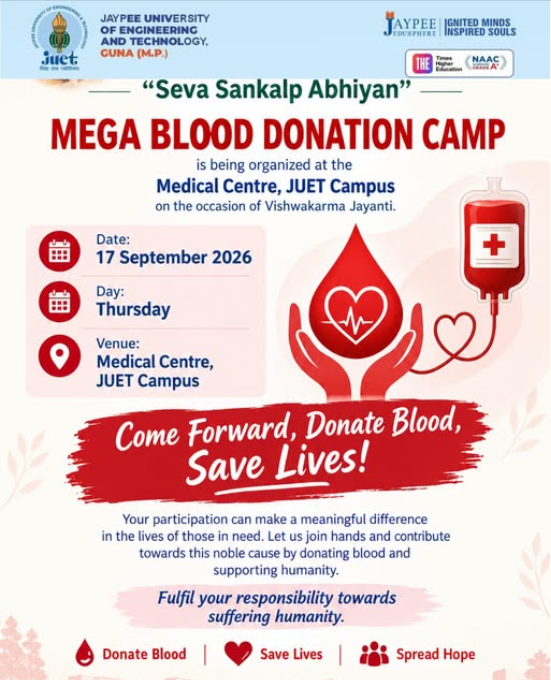 JAYPEE UNIVERSITY
OF ENGINEERING
AND TECHNOLOGY,
GUNA (M.P.)
juet
JAYPEE
EDUSPHERE
IGNITED MINDS
INSPIRED SOULS
THE
Times
Higher
Education
NAAC
GRADE A+
“Seva Sankalp Abhiyan”
MEGA BLOOD DONATION CAMP
is being organized at the
Medical Centre, JUET Campus
on the occasion of Vishwakarma Jayanti.
Date:
17 September 2026
Day:
Thursday
Venue:
Medical Centre,
JUET Campus
Come Forward, Donate Blood,
Save Lives!
Your participation can make a meaningful difference
in the lives of those in need. Let us join hands and contribute
towards this noble cause by donating blood and
supporting humanity.
Fulfil your responsibility towards
suffering humanity.
Donate Blood
Save Lives
Spread Hope